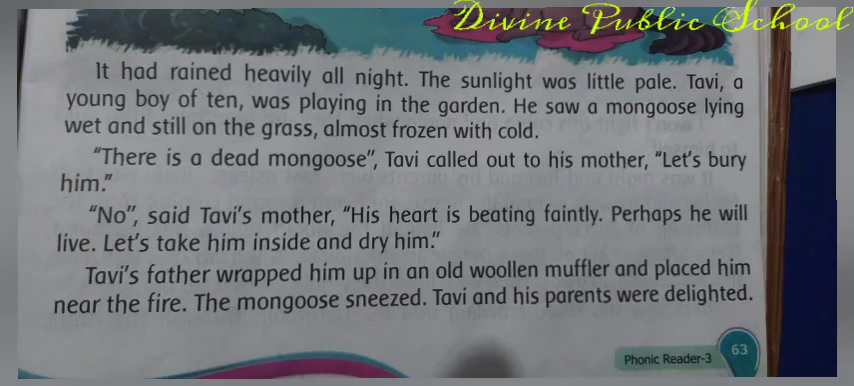 Divine Public School
It had rained heavily all night. The sunlight was little pale. Tavi, a
young boy of ten, was playing in the garden. He saw a mongoose lying
wet and still on the grass, almost frozen with cold.
“There is a dead mongoose”, Tavi called out to his mother, “Let’s bury
him.”
“No”, said Tavi’s mother, “His heart is beating faintly. Perhaps he will
live. Let’s take him inside and dry him.”
Tavi’s father wrapped him up in an old woollen muffler and placed him
near the fire. The mongoose sneezed. Tavi and his parents were delighted.
Phonic Reader-3
63